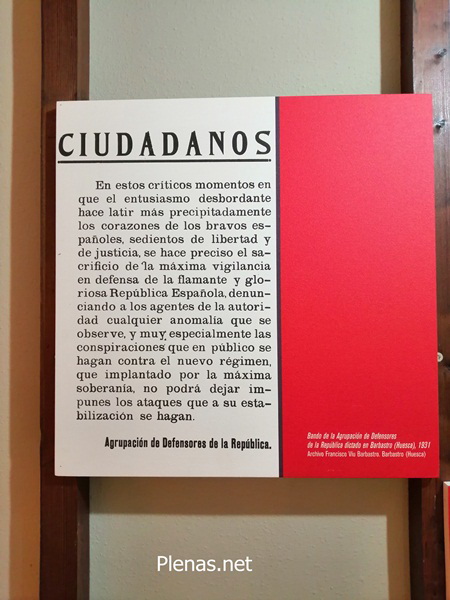 CIUDADANOS
En estos críticos momentos en
que el entusiasmo desbordante
hace latir más precipitadamente
los corazones de los bravos es-
pañoles, sedientos de libertad y
de justicia, se hace preciso el sa-
crificio de la máxima vigilancia
en defensa de la flamante y glo-
riosa República Española, denun-
ciando a los agentes de la autori-
dad cualquier anomalía que se
observe, y muy especialmente las
conspiraciones que en público se
hagan contra el nuevo régimen,
que implantado por la máxima
soberanía, no podrá dejar im-
punes los ataques que a su esta-
bilización se hagan.
Agrupación de Defensores de la República.
Bando de la Agrupación de Defensores
de la República dictado en Barbastro (Huesca), 1931
Archivo Francisco Viu Barbastro. Barbastro (Huesca)
Plenas.net